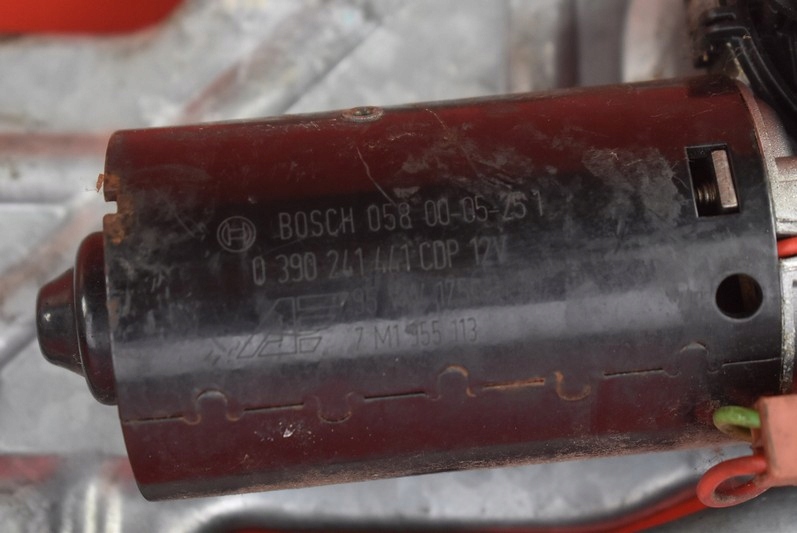 BOSCH 058 00-05-25 1
0 390 241 441 CDP 12V
7 M1 955 113